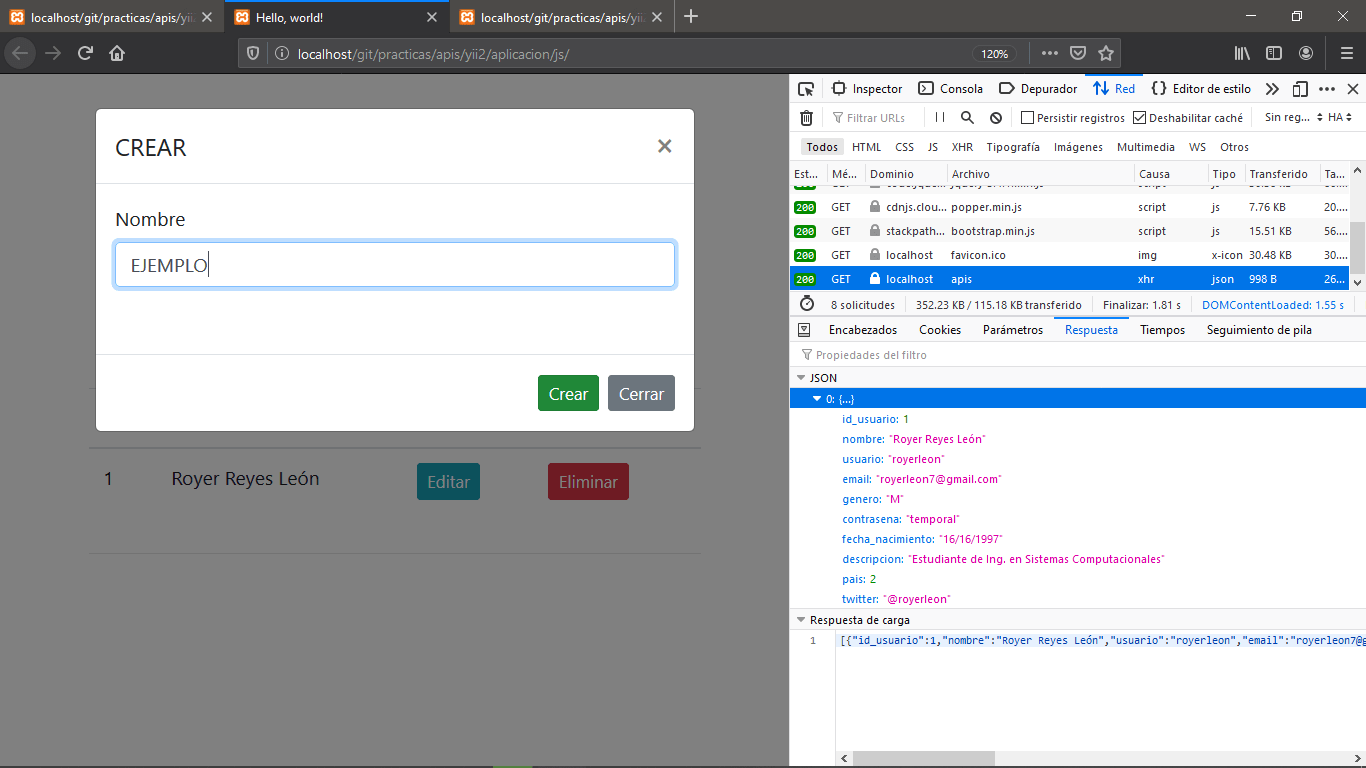 localhost/git/practicas/apis/yii
Hello, world!
localhost/git/practicas/apis/yii
localhost/git/practicas/apis/yii2/aplicacion/js/
120%
CREAR
Nombre
EJEMPLO
Crear
Cerrar
1 Royer Reyes León Editar Eliminar
Inspector Consola Depurador Red Editor de estilo
Filtrar URLs Persistir registros Deshabilitar caché Sin reg... HAR
Todos HTML CSS JS XHR Tipografía Imágenes Multimedia WS Otros
Est... Mé... Dominio Archivo Causa Tipo Transferido Ta...
200 GET cdnjs.clou... popper.min.js script js 7.76 KB 20....
200 GET stackpath... bootstrap.min.js script js 15.51 KB 56....
200 GET localhost favicon.ico img x-icon 30.48 KB 30....
200 GET localhost apis xhr json 998 B 26...
8 solicitudes 352.23 KB / 115.18 KB transferido Finalizar: 1.81 s DOMContentLoaded: 1.55 s
Encabezados Cookies Parámetros Respuesta Tiempos Seguimiento de pila
Propiedades del filtro
JSON
0: {...}
id_usuario: 1
nombre: "Royer Reyes León"
usuario: "royerleon"
email: "royerleon7@gmail.com"
genero: "M"
contrasena: "temporal"
fecha_nacimiento: "16/16/1997"
descripcion: "Estudiante de Ing. en Sistemas Computacionales"
pais: 2
twitter: "@royerleon"
Respuesta de carga
1 [{"id_usuario":1,"nombre":"Royer Reyes León","usuario":"royerleon","email":"royerleon7@g